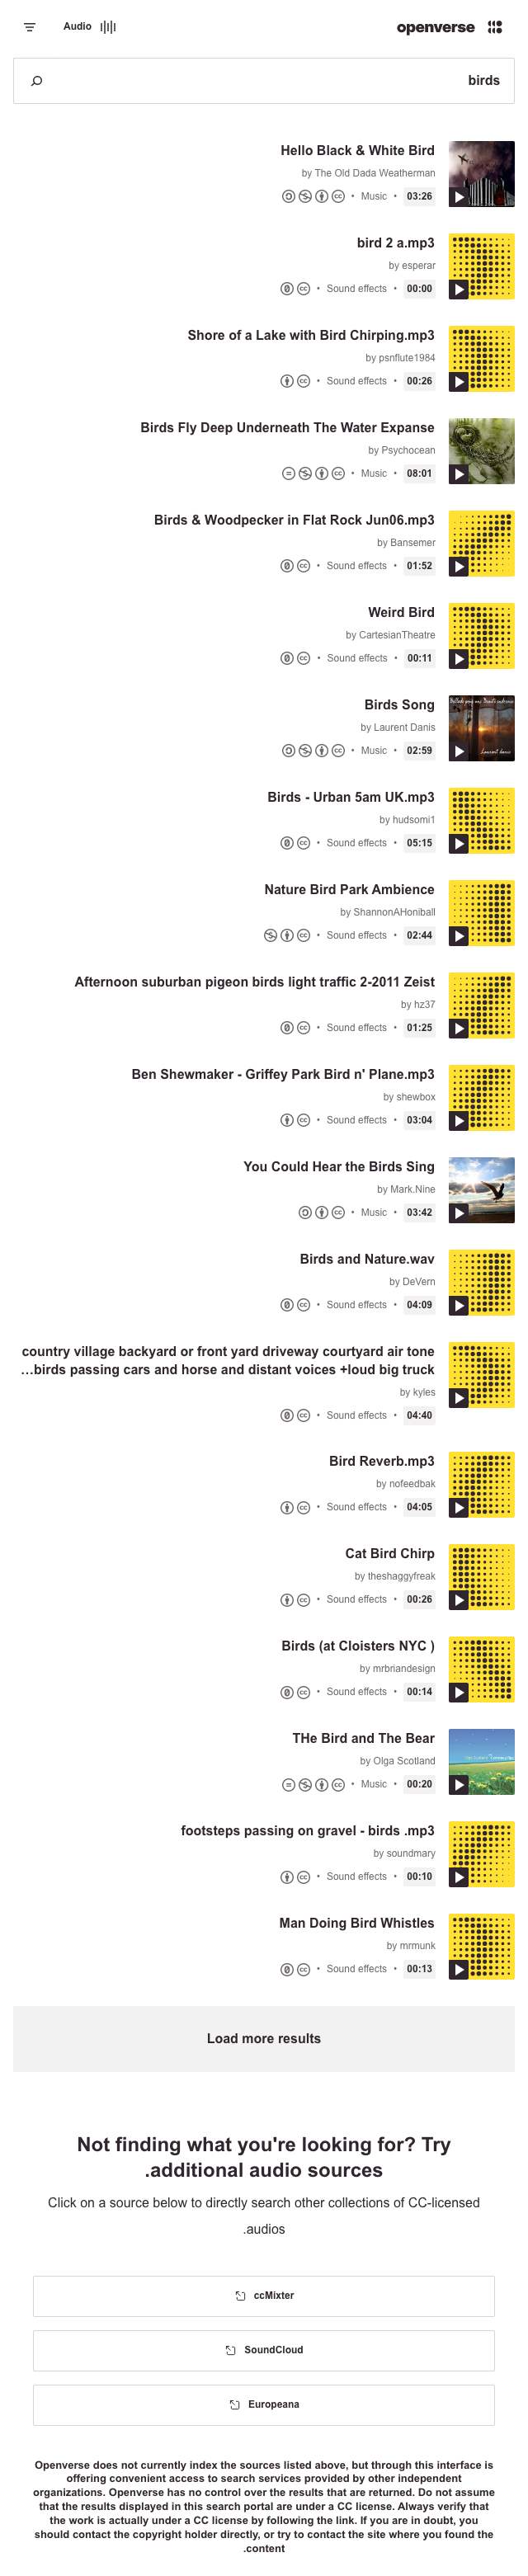 openverse
Audio
birds
Hello Black & White Bird
by The Old Dada Weatherman
03:26 • Music •
bird 2 a.mp3
by esperar
00:00 • Sound effects •
Shore of a Lake with Bird Chirping.mp3
by psnflute1984
00:26 • Sound effects •
Birds Fly Deep Underneath The Water Expanse
by Psychocean
08:01 • Music •
Birds & Woodpecker in Flat Rock Jun06.mp3
by Bansemer
01:52 • Sound effects •
Weird Bird
by CartesianTheatre
00:11 • Sound effects •
Birds Song
by Laurent Danis
02:59 • Music •
Birds - Urban 5am UK.mp3
by hudsomi1
05:15 • Sound effects •
Nature Bird Park Ambience
by ShannonAHoniball
02:44 • Sound effects •
Afternoon suburban pigeon birds light traffic 2-2011 Zeist
by hz37
01:25 • Sound effects •
Ben Shewmaker - Griffey Park Bird n' Plane.mp3
by shewbox
03:04 • Sound effects •
You Could Hear the Birds Sing
by Mark.Nine
03:42 • Music •
Birds and Nature.wav
by DeVern
04:09 • Sound effects •
country village backyard or front yard driveway courtyard air tone
…birds passing cars and horse and distant voices +loud big truck
by kyles
04:40 • Sound effects •
Bird Reverb.mp3
by nofeedbak
04:05 • Sound effects •
Cat Bird Chirp
by theshaggyfreak
00:26 • Sound effects •
Birds (at Cloisters NYC )
by mrbriandesign
00:14 • Sound effects •
THe Bird and The Bear
by Olga Scotland
00:20 • Music •
footsteps passing on gravel - birds .mp3
by soundmary
00:10 • Sound effects •
Man Doing Bird Whistles
by mrmunk
00:13 • Sound effects •
Load more results
Not finding what you're looking for? Try
.additional audio sources
Click on a source below to directly search other collections of CC-licensed
.audios
ccMixter
SoundCloud
Europeana
Openverse does not currently index the sources listed above, but through this interface is
offering convenient access to search services provided by other independent
organizations. Openverse has no control over the results that are returned. Do not assume
that the results displayed in this search portal are under a CC license. Always verify that
the work is actually under a CC license by following the link. If you are in doubt, you
should contact the copyright holder directly, or try to contact the site where you found the
.content